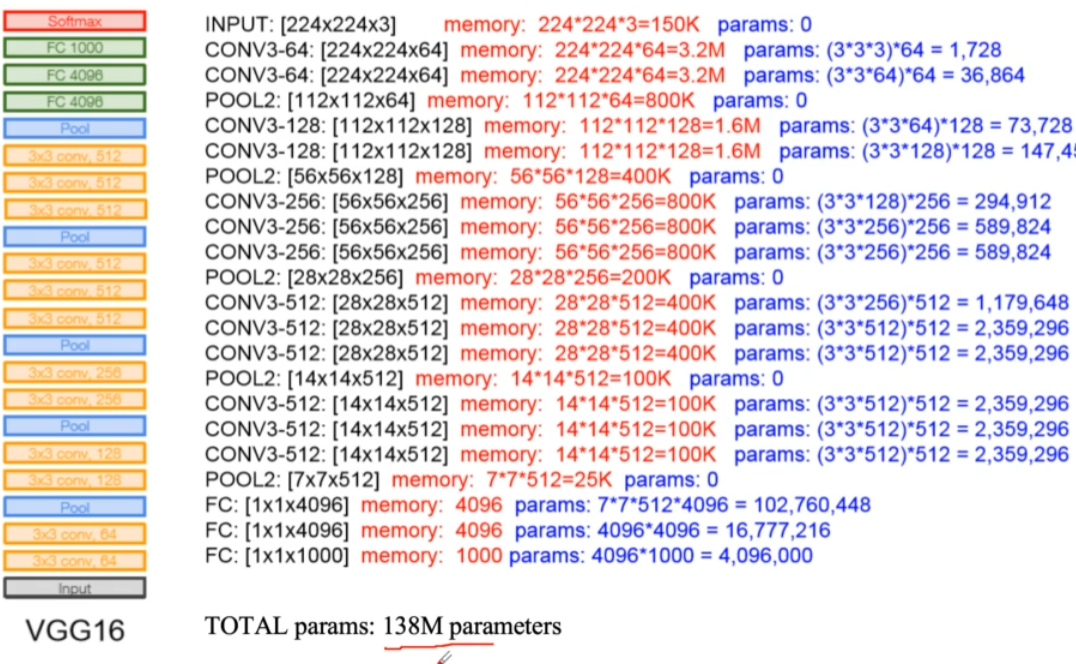 Softmax
FC 1000
FC 4096
FC 4096
Pool
3x3 conv, 512
3x3 conv, 512
3x3 conv, 512
Pool
3x3 conv, 512
3x3 conv, 512
3x3 conv, 512
Pool
3x3 conv, 256
3x3 conv, 256
Pool
3x3 conv, 128
3x3 conv, 128
Pool
3x3 conv, 64
3x3 conv, 64
Input
VGG16
INPUT: [224x224x3] memory: 224*224*3=150K params: 0
CONV3-64: [224x224x64] memory: 224*224*64=3.2M params: (3*3*3)*64 = 1,728
CONV3-64: [224x224x64] memory: 224*224*64=3.2M params: (3*3*64)*64 = 36,864
POOL2: [112x112x64] memory: 112*112*64=800K params: 0
CONV3-128: [112x112x128] memory: 112*112*128=1.6M params: (3*3*64)*128 = 73,728
CONV3-128: [112x112x128] memory: 112*112*128=1.6M params: (3*3*128)*128 = 147,4
POOL2: [56x56x128] memory: 56*56*128=400K params: 0
CONV3-256: [56x56x256] memory: 56*56*256=800K params: (3*3*128)*256 = 294,912
CONV3-256: [56x56x256] memory: 56*56*256=800K params: (3*3*256)*256 = 589,824
CONV3-256: [56x56x256] memory: 56*56*256=800K params: (3*3*256)*256 = 589,824
POOL2: [28x28x256] memory: 28*28*256=200K params: 0
CONV3-512: [28x28x512] memory: 28*28*512=400K params: (3*3*256)*512 = 1,179,648
CONV3-512: [28x28x512] memory: 28*28*512=400K params: (3*3*512)*512 = 2,359,296
CONV3-512: [28x28x512] memory: 28*28*512=400K params: (3*3*512)*512 = 2,359,296
POOL2: [14x14x512] memory: 14*14*512=100K params: 0
CONV3-512: [14x14x512] memory: 14*14*512=100K params: (3*3*512)*512 = 2,359,296
CONV3-512: [14x14x512] memory: 14*14*512=100K params: (3*3*512)*512 = 2,359,296
CONV3-512: [14x14x512] memory: 14*14*512=100K params: (3*3*512)*512 = 2,359,296
POOL2: [7x7x512] memory: 7*7*512=25K params: 0
FC: [1x1x4096] memory: 4096 params: 7*7*512*4096 = 102,760,448
FC: [1x1x4096] memory: 4096 params: 4096*4096 = 16,777,216
FC: [1x1x1000] memory: 1000 params: 4096*1000 = 4,096,000
TOTAL params: 138M parameters